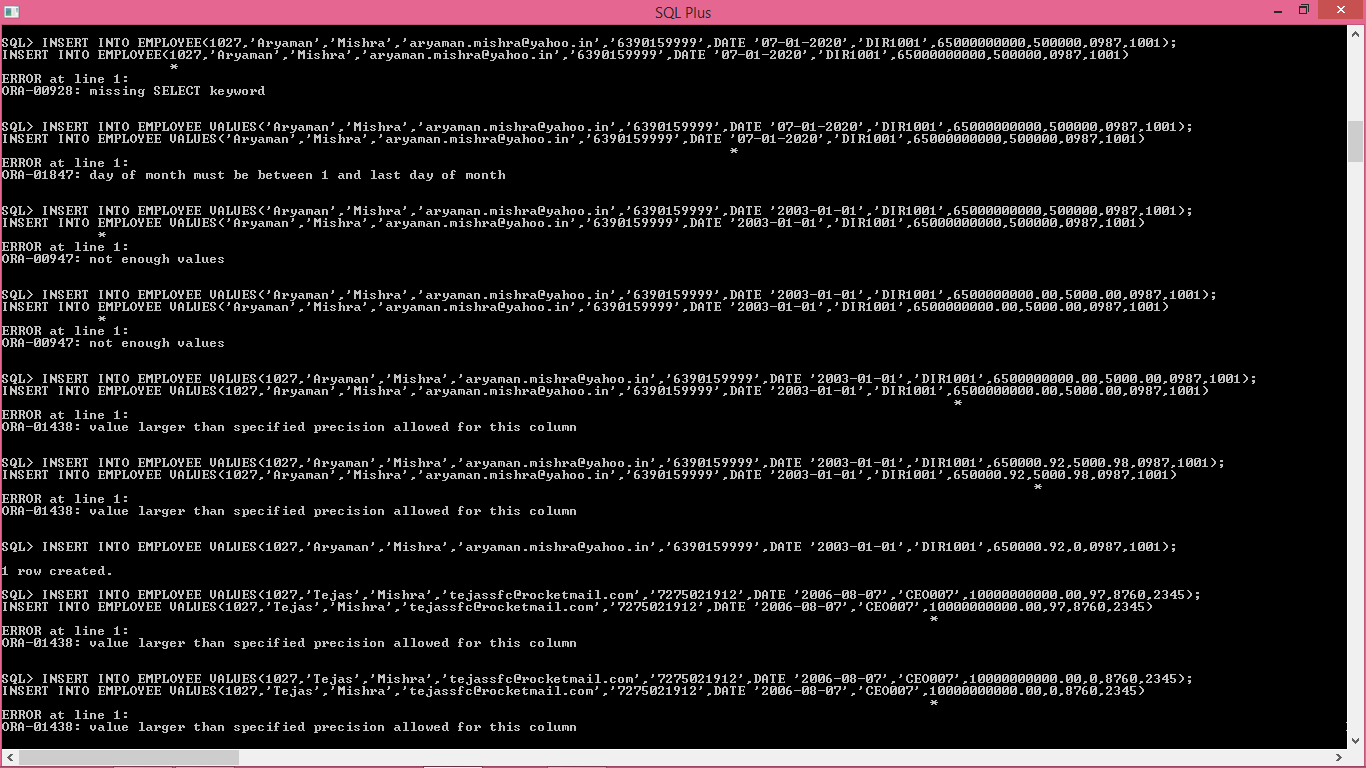 SQL Plus
SQL> INSERT INTO EMPLOYEE(1027,'Aryaman','Mishra','aryaman.mishra@yahoo.in','6390159999',DATE '07-01-2020','DIR1001',65000000000,500000,0987,1001);
INSERT INTO EMPLOYEE(1027,'Aryaman','Mishra','aryaman.mishra@yahoo.in','6390159999',DATE '07-01-2020','DIR1001',65000000000,500000,0987,1001)
*
ERROR at line 1:
ORA-00928: missing SELECT keyword
SQL> INSERT INTO EMPLOYEE VALUES('Aryaman','Mishra','aryaman.mishra@yahoo.in','6390159999',DATE '07-01-2020','DIR1001',65000000000,500000,0987,1001);
INSERT INTO EMPLOYEE VALUES('Aryaman','Mishra','aryaman.mishra@yahoo.in','6390159999',DATE '07-01-2020','DIR1001',65000000000,500000,0987,1001)
*
ERROR at line 1:
ORA-01847: day of month must be between 1 and last day of month
SQL> INSERT INTO EMPLOYEE VALUES('Aryaman','Mishra','aryaman.mishra@yahoo.in','6390159999',DATE '2003-01-01','DIR1001',65000000000,500000,0987,1001);
INSERT INTO EMPLOYEE VALUES('Aryaman','Mishra','aryaman.mishra@yahoo.in','6390159999',DATE '2003-01-01','DIR1001',65000000000,500000,0987,1001)
*
ERROR at line 1:
ORA-00947: not enough values
SQL> INSERT INTO EMPLOYEE VALUES('Aryaman','Mishra','aryaman.mishra@yahoo.in','6390159999',DATE '2003-01-01','DIR1001',6500000000.00,5000.00,0987,1001);
INSERT INTO EMPLOYEE VALUES('Aryaman','Mishra','aryaman.mishra@yahoo.in','6390159999',DATE '2003-01-01','DIR1001',6500000000.00,5000.00,0987,1001)
*
ERROR at line 1:
ORA-00947: not enough values
SQL> INSERT INTO EMPLOYEE VALUES(1027,'Aryaman','Mishra','aryaman.mishra@yahoo.in','6390159999',DATE '2003-01-01','DIR1001',6500000000.00,5000.00,0987,1001);
INSERT INTO EMPLOYEE VALUES(1027,'Aryaman','Mishra','aryaman.mishra@yahoo.in','6390159999',DATE '2003-01-01','DIR1001',6500000000.00,5000.00,0987,1001)
*
ERROR at line 1:
ORA-01438: value larger than specified precision allowed for this column
SQL> INSERT INTO EMPLOYEE VALUES(1027,'Aryaman','Mishra','aryaman.mishra@yahoo.in','6390159999',DATE '2003-01-01','DIR1001',650000.92,5000.98,0987,1001);
INSERT INTO EMPLOYEE VALUES(1027,'Aryaman','Mishra','aryaman.mishra@yahoo.in','6390159999',DATE '2003-01-01','DIR1001',650000.92,5000.98,0987,1001)
*
ERROR at line 1:
ORA-01438: value larger than specified precision allowed for this column
SQL> INSERT INTO EMPLOYEE VALUES(1027,'Aryaman','Mishra','aryaman.mishra@yahoo.in','6390159999',DATE '2003-01-01','DIR1001',650000.92,0,0987,1001);
1 row created.
SQL> INSERT INTO EMPLOYEE VALUES(1027,'Tejas','Mishra','tejassfc@rocketmail.com','7275021912',DATE '2006-08-07','CEO007',10000000000.00,97,8760,2345);
INSERT INTO EMPLOYEE VALUES(1027,'Tejas','Mishra','tejassfc@rocketmail.com','7275021912',DATE '2006-08-07','CEO007',10000000000.00,97,8760,2345)
*
ERROR at line 1:
ORA-01438: value larger than specified precision allowed for this column
SQL> INSERT INTO EMPLOYEE VALUES(1027,'Tejas','Mishra','tejassfc@rocketmail.com','7275021912',DATE '2006-08-07','CEO007',10000000000.00,0,8760,2345);
INSERT INTO EMPLOYEE VALUES(1027,'Tejas','Mishra','tejassfc@rocketmail.com','7275021912',DATE '2006-08-07','CEO007',10000000000.00,0,8760,2345)
*
ERROR at line 1:
ORA-01438: value larger than specified precision allowed for this column